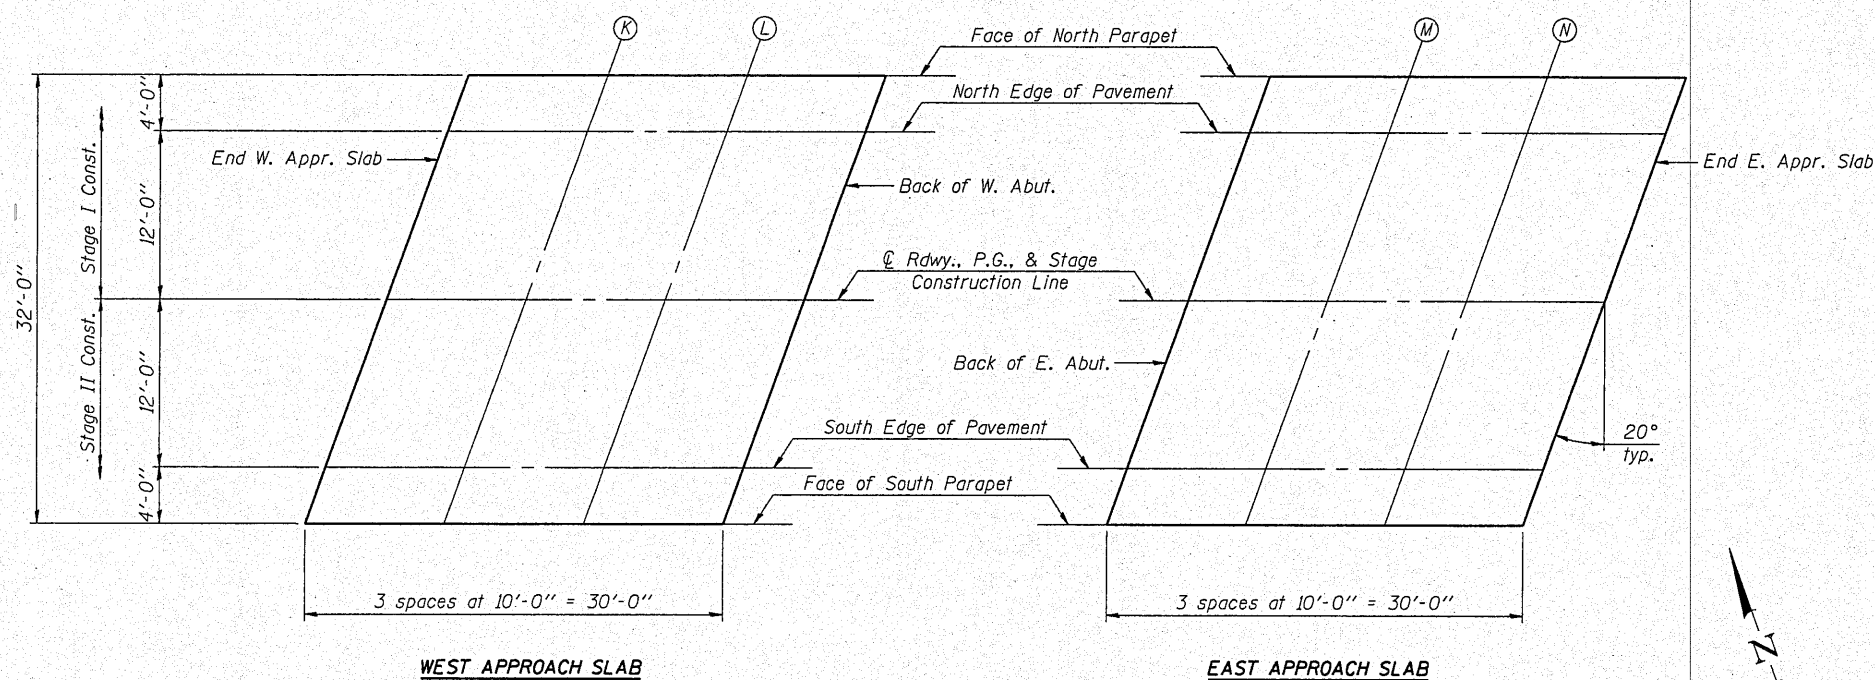 K
L
M
N
Face of North Parapet
North Edge of Pavement
4'-0"
End W. Appr. Slab
End E. Appr. Slab
Back of W. Abut.
Stage I Const.
12'-0"
32'-0"
℄ Rdwy., P.G., & Stage
Construction Line
Stage II Const.
12'-0"
Back of E. Abut.
South Edge of Pavement
20°
typ.
4'-0"
Face of South Parapet
3 spaces at 10'-0" = 30'-0"
3 spaces at 10'-0" = 30'-0"
N
WEST APPROACH SLAB
EAST APPROACH SLAB